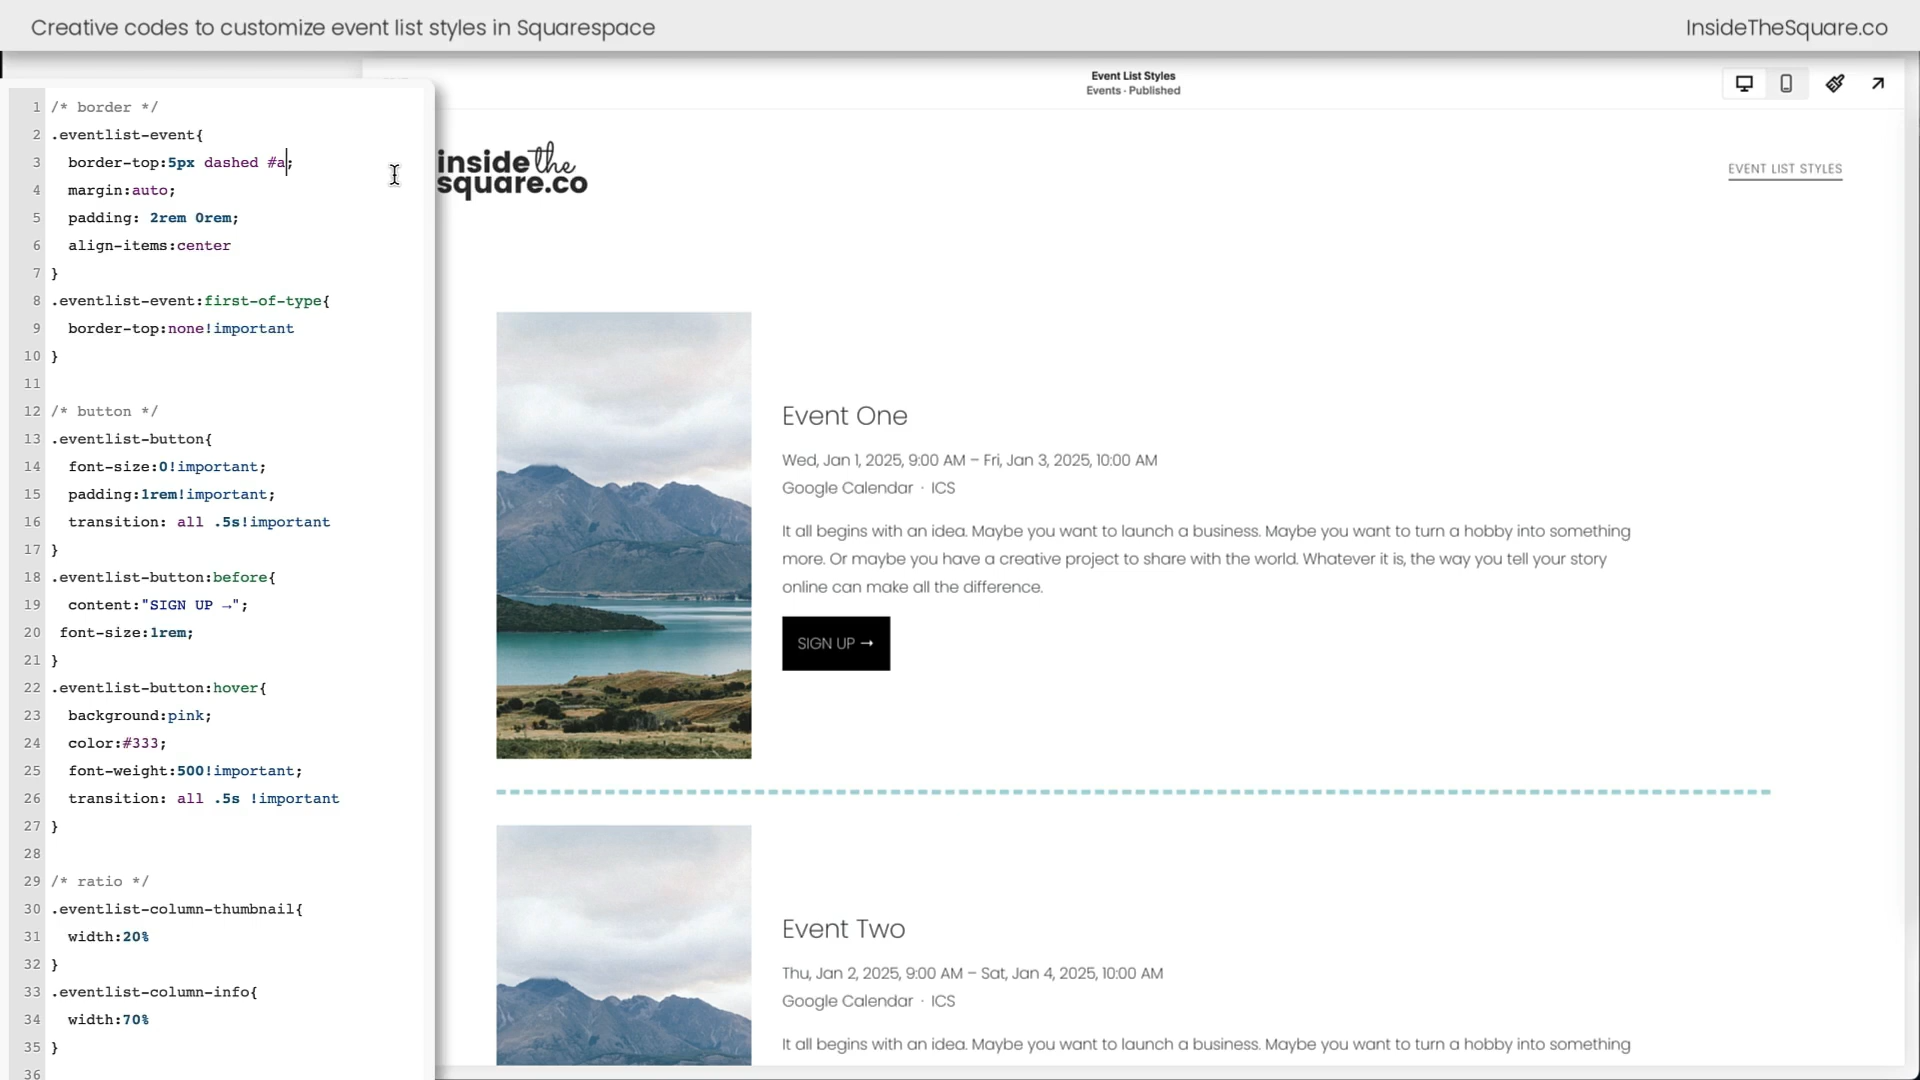 Creative codes to customize event list styles in Squarespace
InsideTheSquare.co
1 /* border */
2 .eventlist-event{
3 border-top:5px dashed #a;
4 margin:auto;
5 padding: 2rem 0rem;
6 align-items:center
7 }
8 .eventlist-event:first-of-type{
9 border-top:none!important
10 }
11
12 /* button */
13 .eventlist-button{
14 font-size:0!important;
15 padding:1rem!important;
16 transition: all .5s!important
17 }
18 .eventlist-button:before{
19 content:"SIGN UP →";
20 font-size:1rem;
21 }
22 .eventlist-button:hover{
23 background:pink;
24 color:#333;
25 font-weight:500!important;
26 transition: all .5s !important
27 }
28
29 /* ratio */
30 .eventlist-column-thumbnail{
31 width:20%
32 }
33 .eventlist-column-info{
34 width:70%
35 }
36
Event List Styles
Events · Published
inside the
square.co
EVENT LIST STYLES
Event One
Wed, Jan 1, 2025, 9:00 AM – Fri, Jan 3, 2025, 10:00 AM
Google Calendar · ICS
It all begins with an idea. Maybe you want to launch a business. Maybe you want to turn a hobby into something
more. Or maybe you have a creative project to share with the world. Whatever it is, the way you tell your story
online can make all the difference.
SIGN UP →
Event Two
Thu, Jan 2, 2025, 9:00 AM – Sat, Jan 4, 2025, 10:00 AM
Google Calendar · ICS
It all begins with an idea. Maybe you want to launch a business. Maybe you want to turn a hobby into something